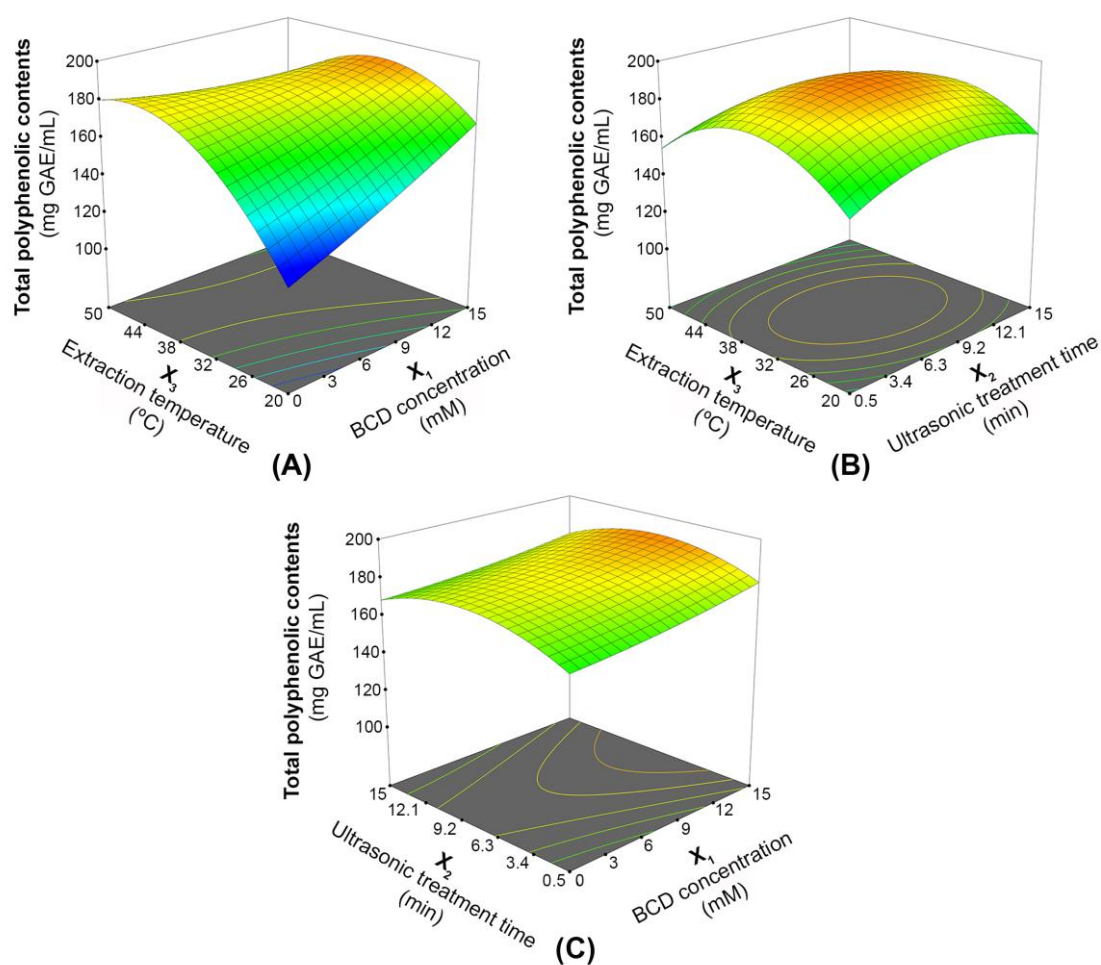 Total polyphenolic contents
(mg GAE/mL)
200
180
160
140
120
100
50
44
38
32
26
20
0
3
6
9
12
15
X₃
Extraction temperature
(ºC)
X₁
BCD concentration
(mM)
(A)
Total polyphenolic contents
(mg GAE/mL)
200
180
160
140
120
100
50
44
38
32
26
20
0.5
3.4
6.3
9.2
12.1
15
X₃
Extraction temperature
(ºC)
X₂
Ultrasonic treatment time
(min)
(B)
Total polyphenolic contents
(mg GAE/mL)
200
180
160
140
120
100
15
12.1
9.2
6.3
3.4
0.5
0
3
6
9
12
15
X₂
Ultrasonic treatment time
(min)
X₁
BCD concentration
(mM)
(C)